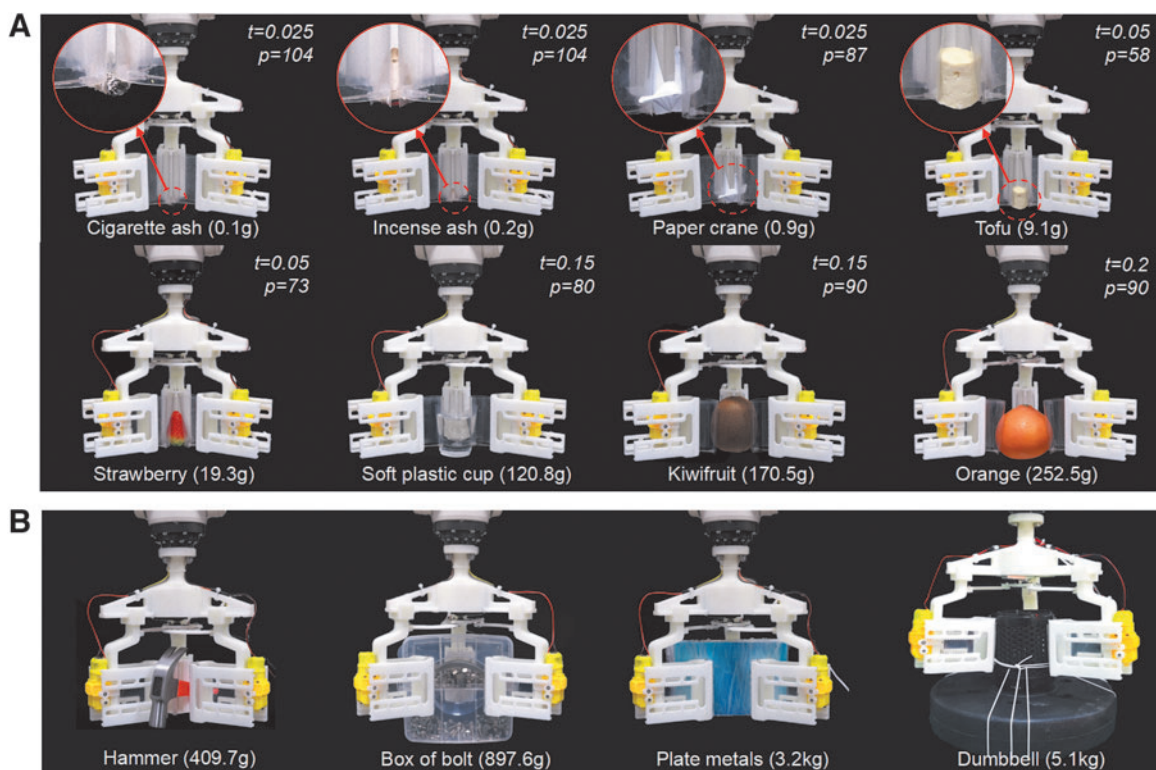 A
t=0.025
p=104
Cigarette ash (0.1g)
t=0.025
p=104
Incense ash (0.2g)
t=0.025
p=87
Paper crane (0.9g)
t=0.05
p=58
Tofu (9.1g)
t=0.05
p=73
Strawberry (19.3g)
t=0.15
p=80
Soft plastic cup (120.8g)
t=0.15
p=90
Kiwifruit (170.5g)
t=0.2
p=90
Orange (252.5g)
B
Hammer (409.7g)
Box of bolt (897.6g)
Plate metals (3.2kg)
Dumbbell (5.1kg)